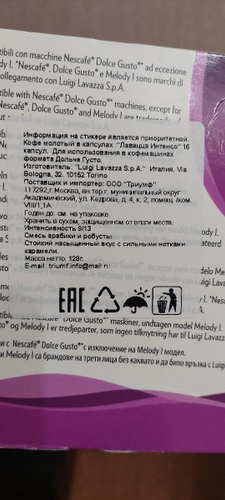 tibili con macchine Nescafé® Dolce Gusto®* ad eccezione
dy I. *Nescafé®, Dolce Gusto® e Melody I sono marchi di
ollegamento con Luigi Lavazza S.p.A.
tible with Nescafé® Dolce Gusto®* machines, except for
Gusto® and Melody I are trademarks of
Luigi Lavazza S.p.A.
Информация на стикере является приоритетной.
Кофе молотый в капсулах "Лавацца Интенсо" 16
капсул. Для использования в кофемашинах
формата Дольче Густо.
Изготовитель: "Luigi Lavazza S.p.A." Италия, Via
Bologna, 32. 10152 Torino
Поставщик и импортер: ООО "Триумф"
117292,г.Москва, вн.тер.г. муниципальный округ
Академический, ул. Кедрова, д. 4, к. 2, помещ./ком.
VIII/1,1А
Годен до: см. на упаковке.
Хранить в сухом, защищенном от влаги месте.
Интенсивность 9/13
Смесь арабики и робусты.
Стойкий насыщенный вкус с сильными нотками
карамели.
Масса нетто: 128г.
E-mail: triumf.info@mail.ru
EAC
Nescafé® Dolce Gusto®* maskiner, undtagen model Melody I.
® og Melody I er tredjeparter, som ingen tilknytning har til Luigi Lavazza
и с Nescafé® Dolce Gusto®* с изключение на Melody I модел.
Melody I са брандове на трети лица без каквато и да било връзка с Luigi